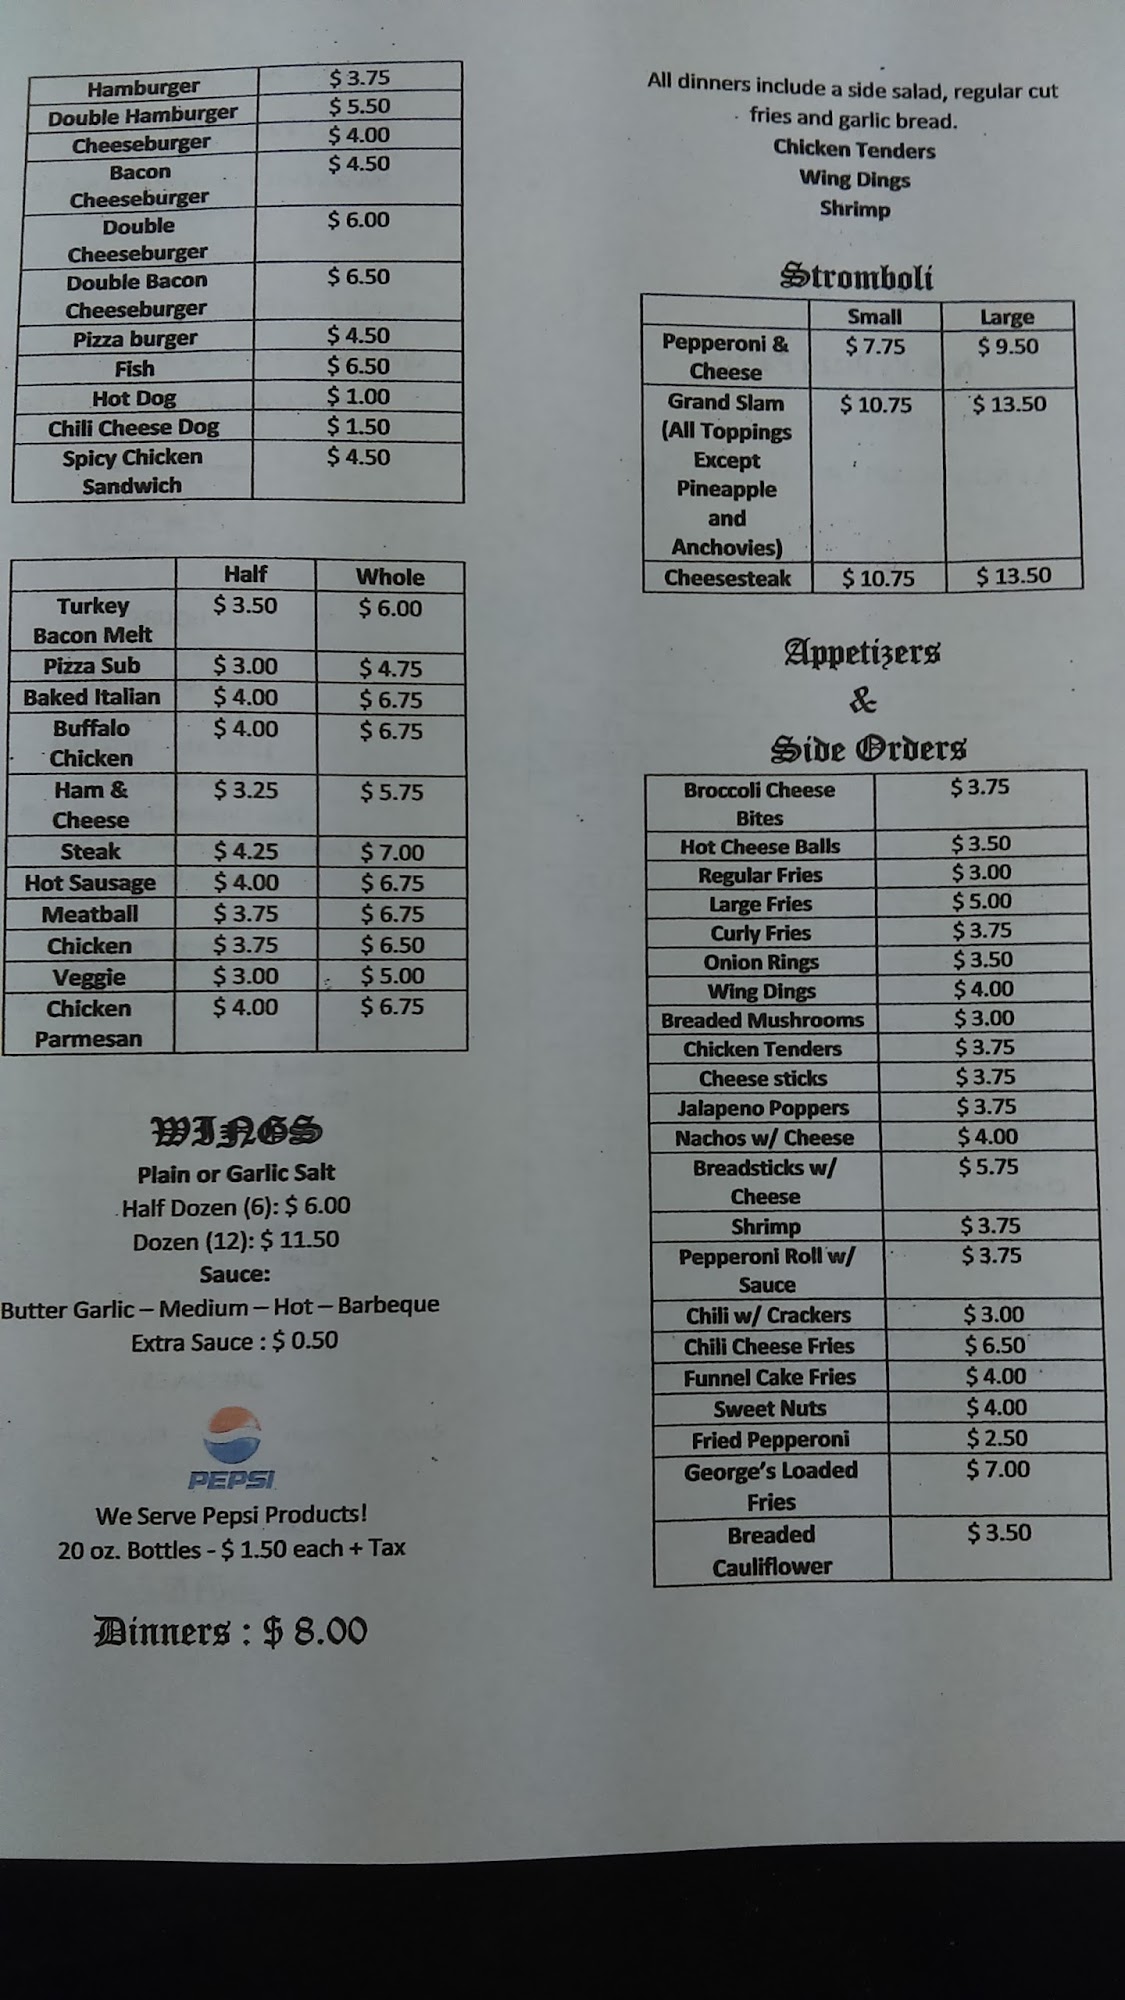 Hamburger $ 3.75
Double Hamburger $ 5.50
Cheeseburger $ 4.00
Bacon $ 4.50
Cheeseburger
Double $ 6.00
Cheeseburger
Double Bacon $ 6.50
Cheeseburger
Pizza burger $ 4.50
Fish $ 6.50
Hot Dog $ 1.00
Chili Cheese Dog $ 1.50
Spicy Chicken $ 4.50
Sandwich
Half Whole
Turkey $ 3.50 $ 6.00
Bacon Melt
Pizza Sub $ 3.00 $ 4.75
Baked Italian $ 4.00 $ 6.75
Buffalo $ 4.00 $ 6.75
Chicken
Ham & $ 3.25 $ 5.75
Cheese
Steak $ 4.25 $ 7.00
Hot Sausage $ 4.00 $ 6.75
Meatball $ 3.75 $ 6.75
Chicken $ 3.75 $ 6.50
Veggie $ 3.00 $ 5.00
Chicken $ 4.00 $ 6.75
Parmesan
WINGS
Plain or Garlic Salt
Half Dozen (6): $ 6.00
Dozen (12): $ 11.50
Sauce:
Butter Garlic – Medium – Hot – Barbeque
Extra Sauce : $ 0.50
PEPSI
We Serve Pepsi Products!
20 oz. Bottles - $ 1.50 each + Tax
Dinners : $ 8.00
All dinners include a side salad, regular cut
fries and garlic bread.
Chicken Tenders
Wing Dings
Shrimp
Stromboli
Small Large
Pepperoni & $ 7.75 $ 9.50
Cheese
Grand Slam $ 10.75 $ 13.50
(All Toppings
Except
Pineapple
and
Anchovies)
Cheesesteak $ 10.75 $ 13.50
Appetizers
&
Side Orders
Broccoli Cheese $ 3.75
Bites
Hot Cheese Balls $ 3.50
Regular Fries $ 3.00
Large Fries $ 5.00
Curly Fries $ 3.75
Onion Rings $ 3.50
Wing Dings $ 4.00
Breaded Mushrooms $ 3.00
Chicken Tenders $ 3.75
Cheese sticks $ 3.75
Jalapeno Poppers $ 3.75
Nachos w/ Cheese $ 4.00
Breadsticks w/ $ 5.75
Cheese
Shrimp $ 3.75
Pepperoni Roll w/ $ 3.75
Sauce
Chili w/ Crackers $ 3.00
Chili Cheese Fries $ 6.50
Funnel Cake Fries $ 4.00
Sweet Nuts $ 4.00
Fried Pepperoni $ 2.50
George's Loaded $ 7.00
Fries
Breaded $ 3.50
Cauliflower